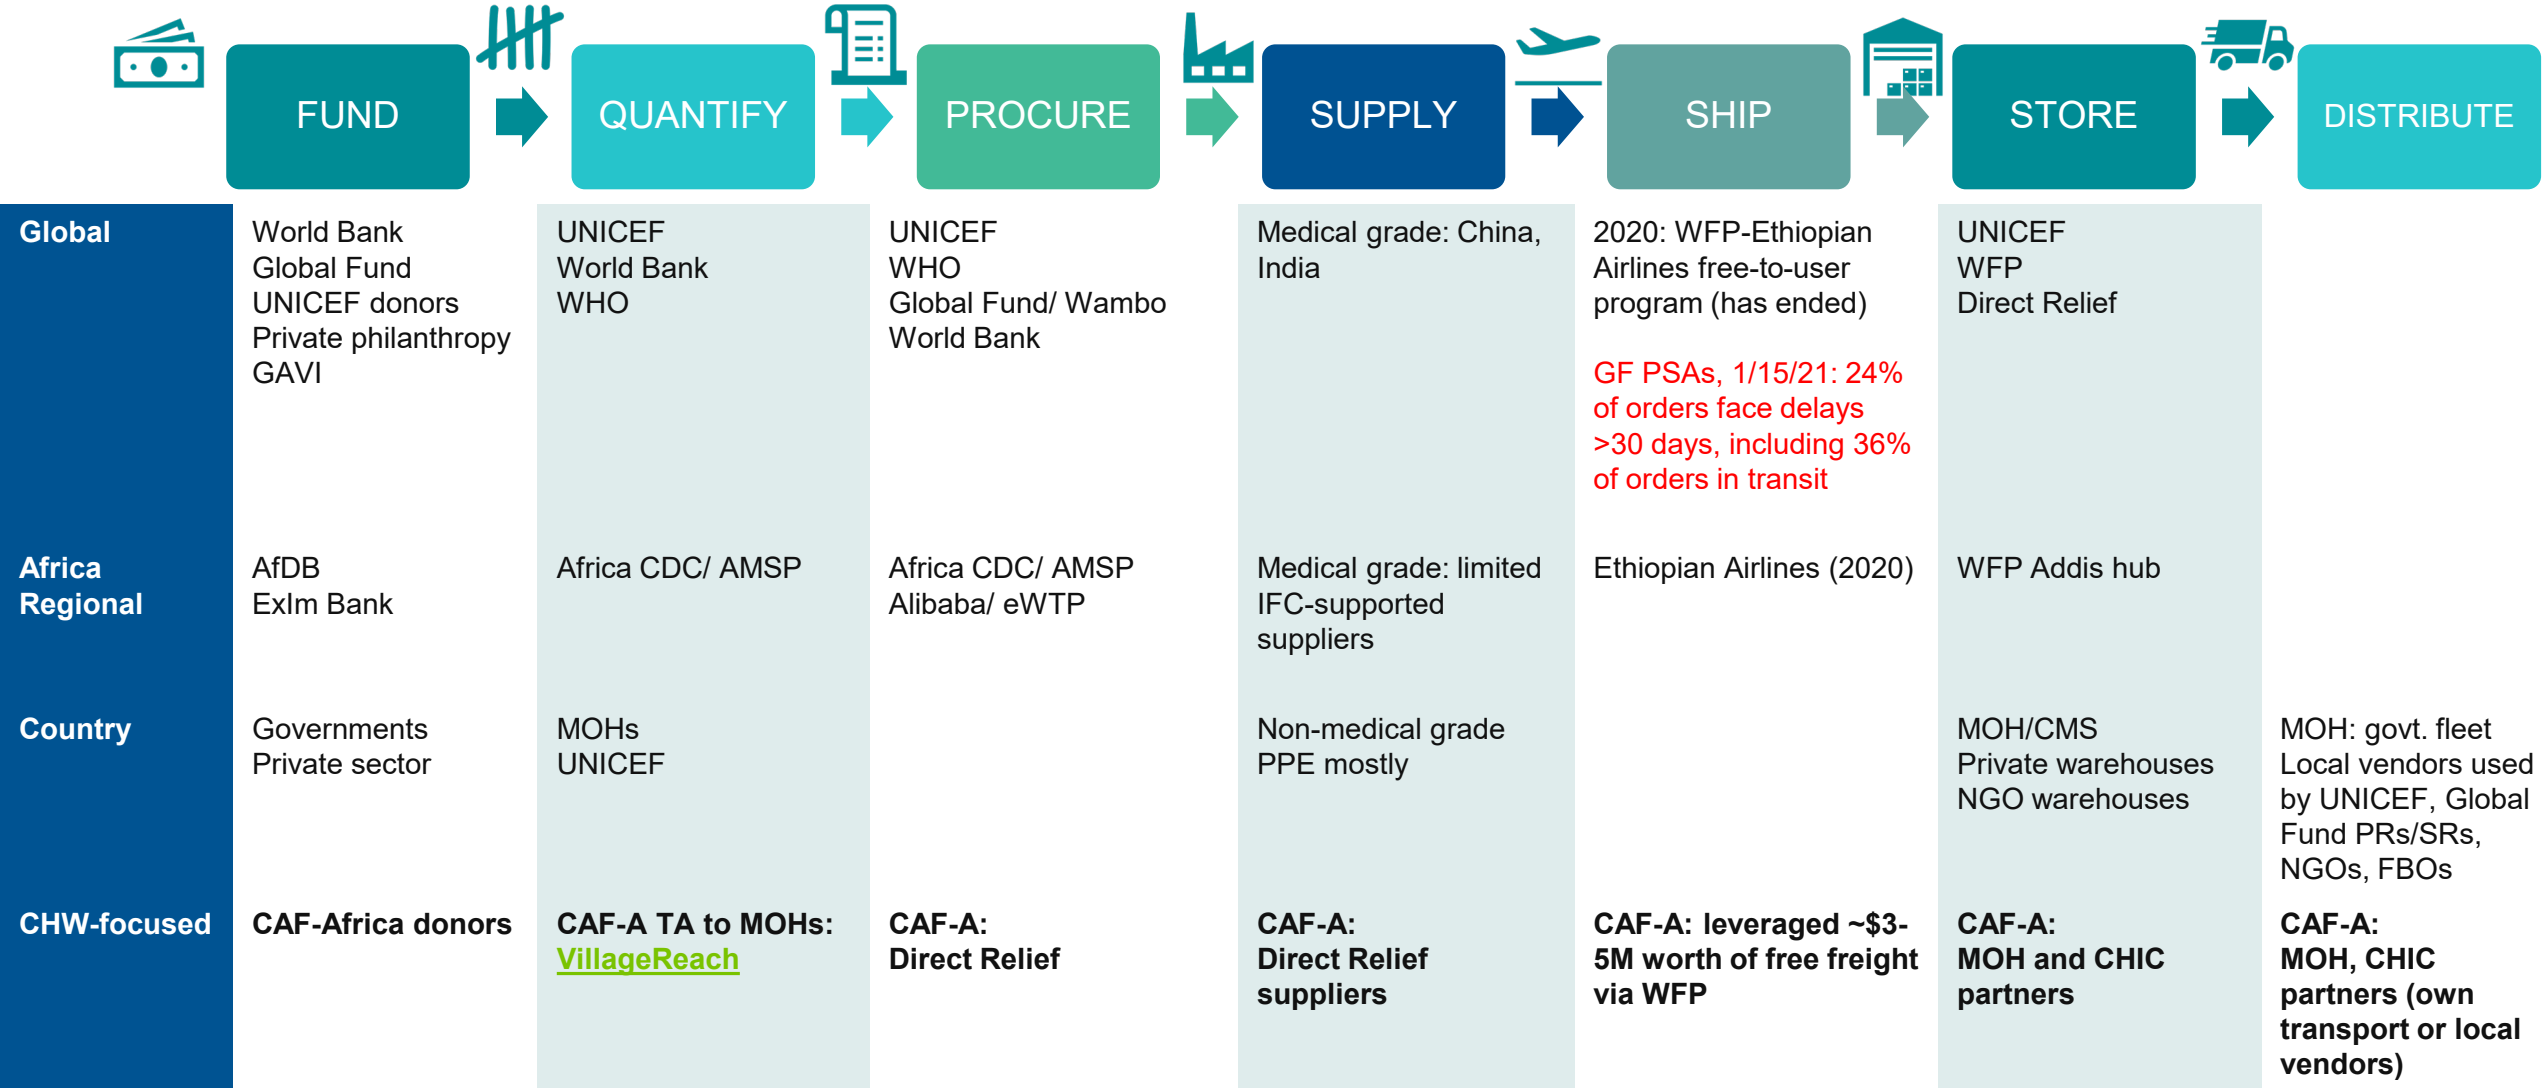 FUND
QUANTIFY
PROCURE
SUPPLY
SHIP
STORE
DISTRIBUTE
Global
World Bank
Global Fund
UNICEF donors
Private philanthropy
GAVI
UNICEF
World Bank
WHO
UNICEF
WHO
Global Fund/ Wambo
World Bank
Medical grade: China,
India
2020: WFP-Ethiopian
Airlines free-to-user
program (has ended)
GF PSAs, 1/15/21: 24%
of orders face delays
>30 days, including 36%
of orders in transit
UNICEF
WFP
Direct Relief
Africa
Regional
AfDB
ExIm Bank
Africa CDC/ AMSP
Africa CDC/ AMSP
Alibaba/ eWTP
Medical grade: limited
IFC-supported
suppliers
Ethiopian Airlines (2020)
WFP Addis hub
Country
Governments
Private sector
MOHs
UNICEF
Non-medical grade
PPE mostly
MOH/CMS
Private warehouses
NGO warehouses
MOH: govt. fleet
Local vendors used
by UNICEF, Global
Fund PRs/SRs,
NGOs, FBOs
CHW-focused
CAF-Africa donors
CAF-A TA to MOHs:
VillageReach
CAF-A:
Direct Relief
CAF-A:
Direct Relief
suppliers
CAF-A: leveraged ~$3-
5M worth of free freight
via WFP
CAF-A:
MOH and CHIC
partners
CAF-A:
MOH, CHIC
partners (own
transport or local
vendors)